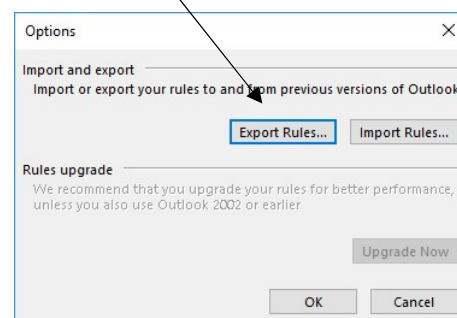 Options
Import and export
Import or export your rules to and from previous versions of Outlook
Export Rules... Import Rules...
Rules upgrade
We recommend that you upgrade your rules for better performance,
unless you also use Outlook 2002 or earlier
Upgrade Now
OK Cancel